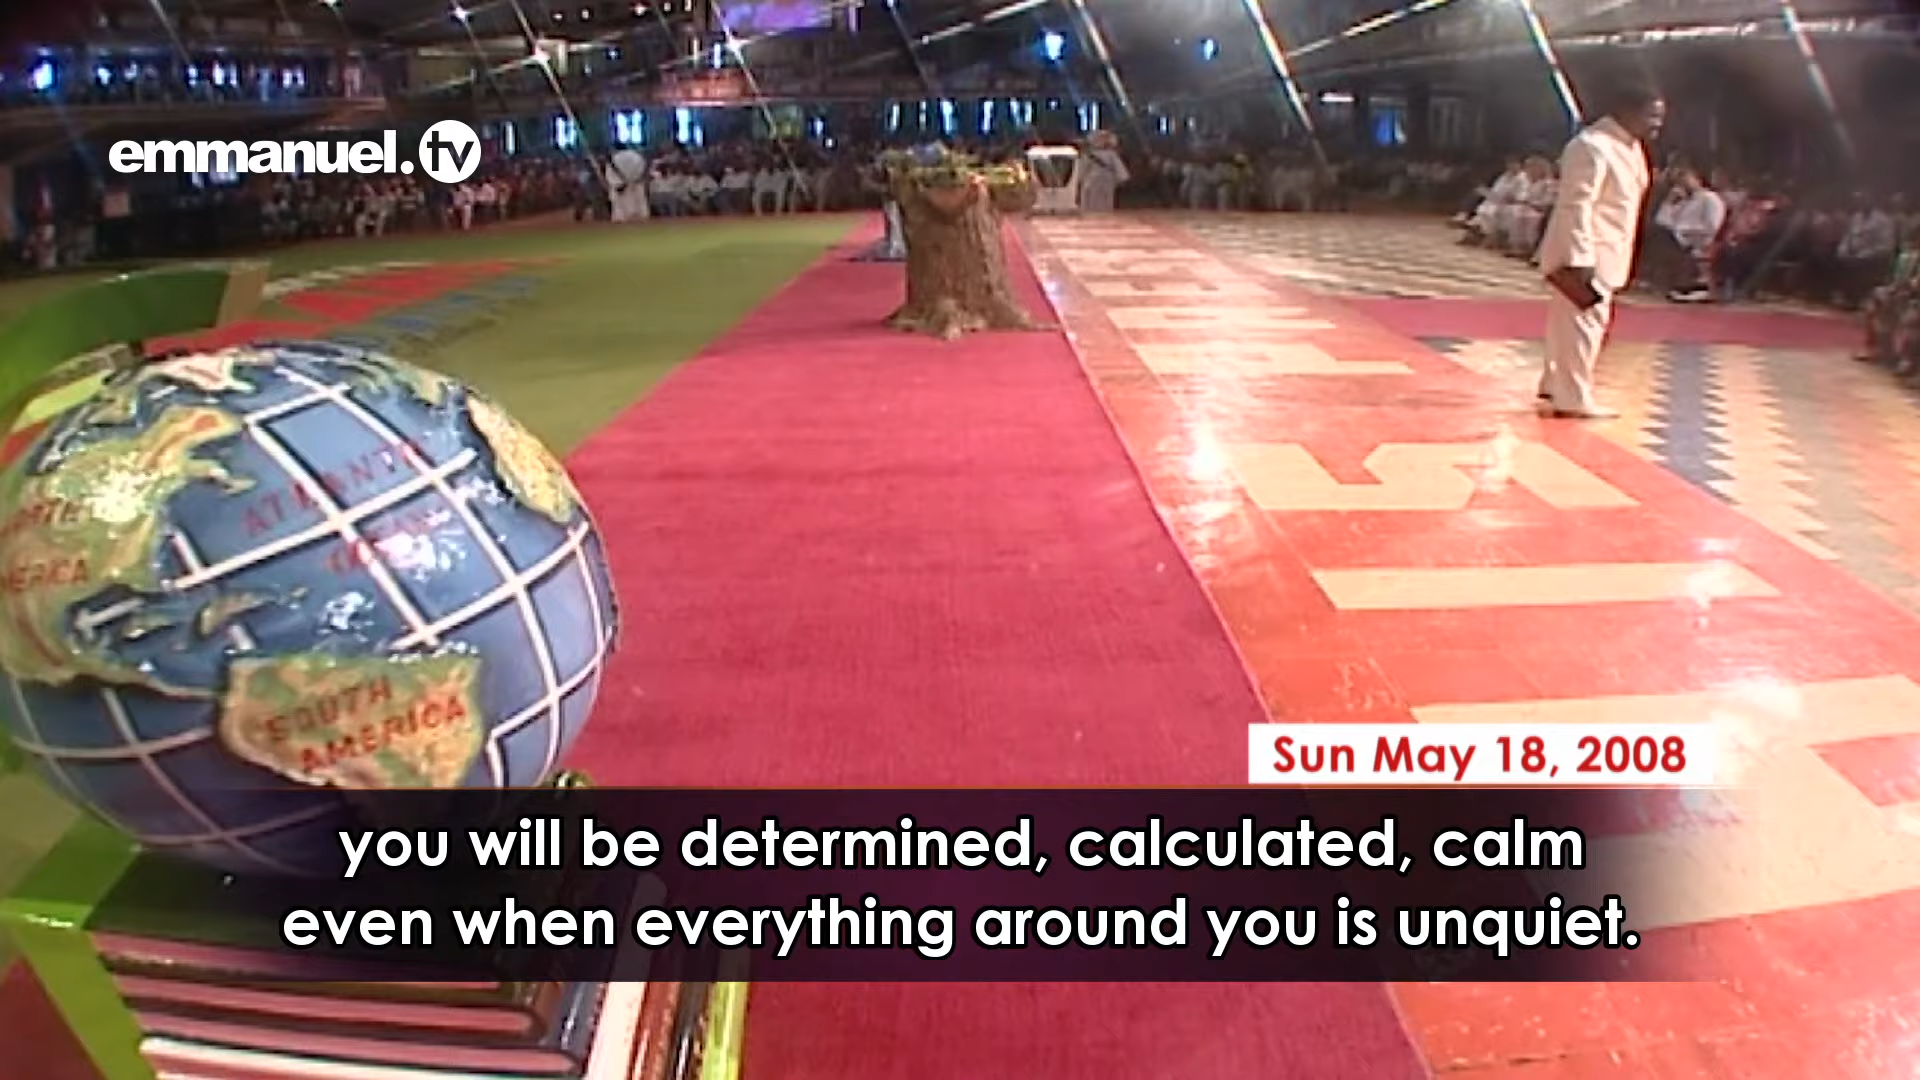 emmanuel.tv
ATLANTIC
SOUTH
AMERICA
Sun May 18, 2008
you will be determined, calculated, calm
even when everything around you is unquiet.